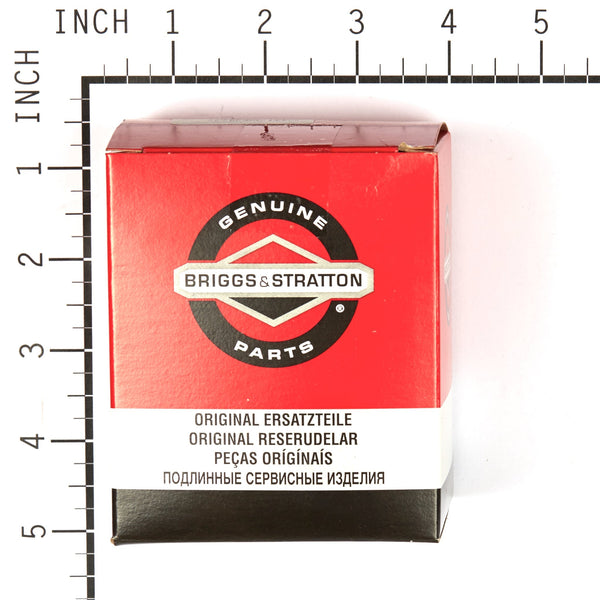 INCH 1 2 3 4 5
INCH
1
2
3
4
5
GENUINE
BRIGGS & STRATTON
®
PARTS
ORIGINAL ERSATZTEILE
ORIGINAL RESERUDELAR
PEÇAS ORÍGÍNAÍS
ПОДЛИННЫЕ СЕРВИСНЫЕ ИЗДЕЛИЯ